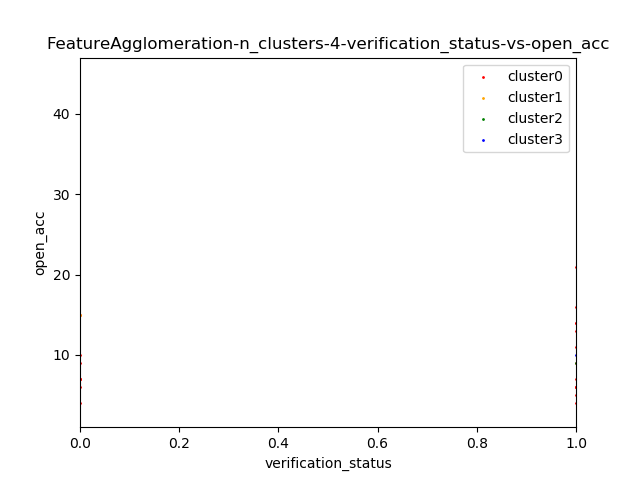 FeatureAgglomeration-n_clusters-4-verification_status-vs-open_acc
cluster0
cluster1
cluster2
cluster3
open_acc
40
30
20
10
0.0 0.2 0.4 0.6 0.8 1.0
verification_status